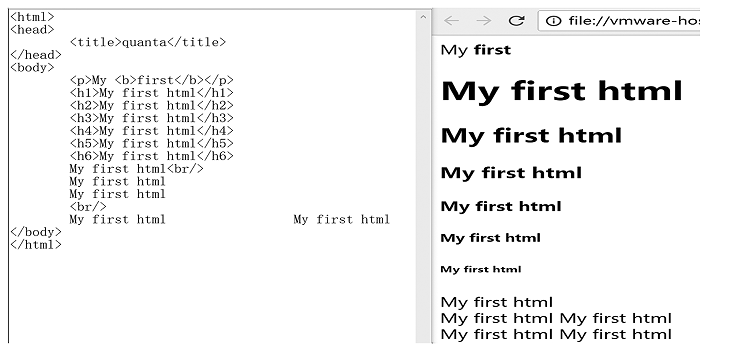 <html>
<head>
        <title>quanta</title>
</head>
<body>
        <p>My <b>first</b></p>
        <h1>My first html</h1>
        <h2>My first html</h2>
        <h3>My first html</h3>
        <h4>My first html</h4>
        <h5>My first html</h5>
        <h6>My first html</h6>
        My first html<br/>
        My first html
        My first html
        <br/>
        My first html                My first html
</body>
</html>
file://vmware-hos
My first
My first html
My first html
My first html
My first html
My first html
My first html
My first html
My first html My first html
My first html My first html